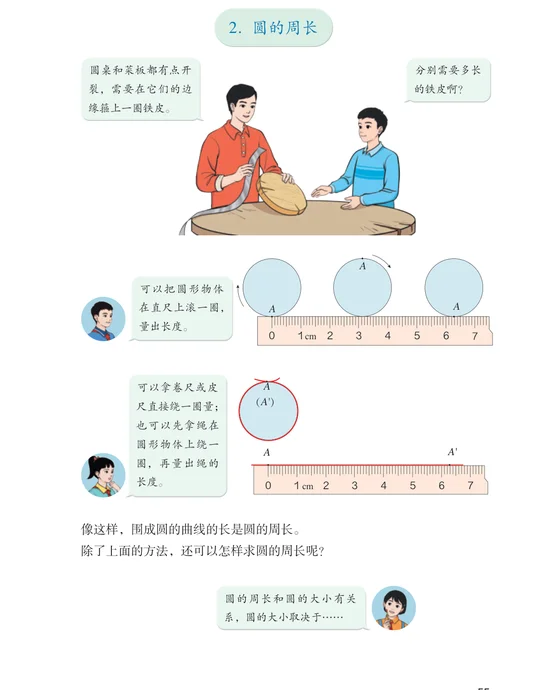 2. 圆的周长
圆桌和菜板都有点开
裂，需要在它们的边
缘箍上一圈铁皮。
分别需要多长
的铁皮啊？
可以把圆形物体
在直尺上滚一圈，
量出长度。
A
A
A
0 1 cm 2 3 4 5 6 7
可以拿卷尺或皮
尺直接绕一圈量；
也可以先拿绳在
圆形物体上绕一
圈，再量出绳的
长度。
A
(A′)
A A′
0 1 cm 2 3 4 5 6 7
像这样，围成圆的曲线的长是圆的周长。
除了上面的方法，还可以怎样求圆的周长呢？
圆的周长和圆的大小有关
系，圆的大小取决于……